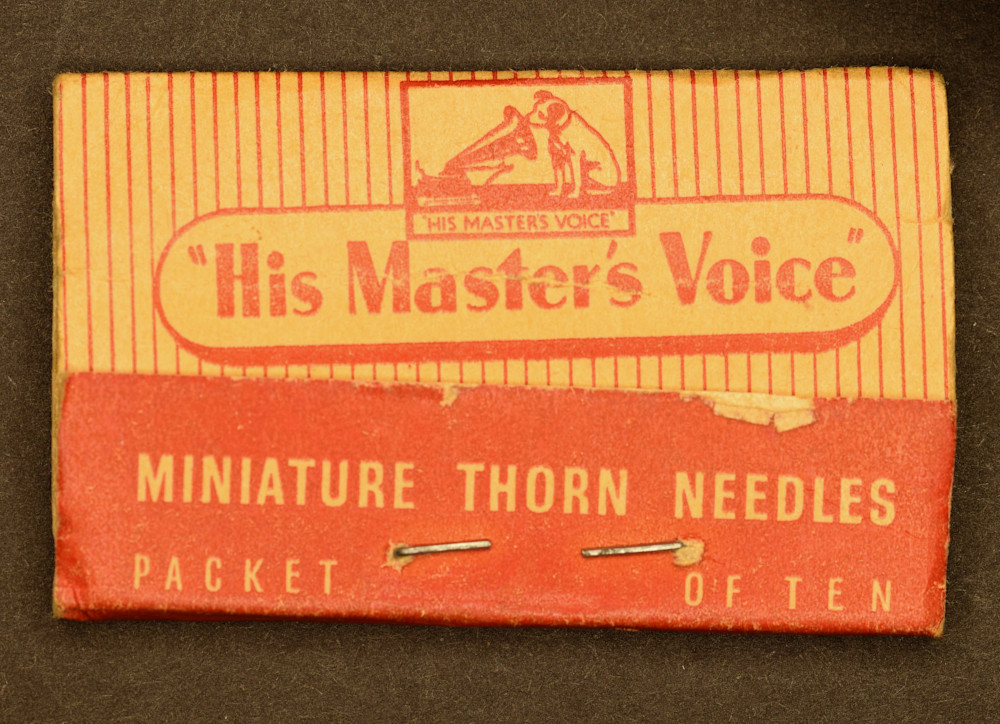 'HIS MASTER'S VOICE'
"His Master's Voice"
MINIATURE THORN NEEDLES
PACKET OF TEN